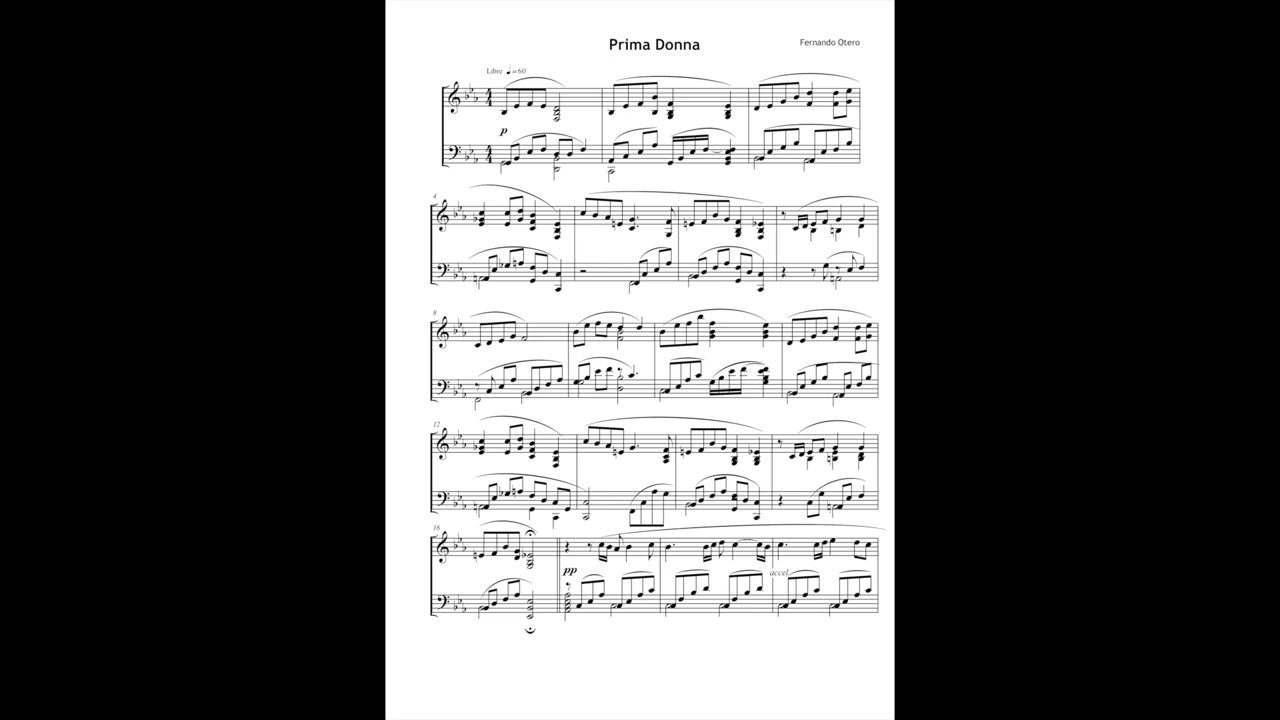 Prima Donna
Fernando Otero
Libre ♩=60
p
4
8
12
16
pp
accel.